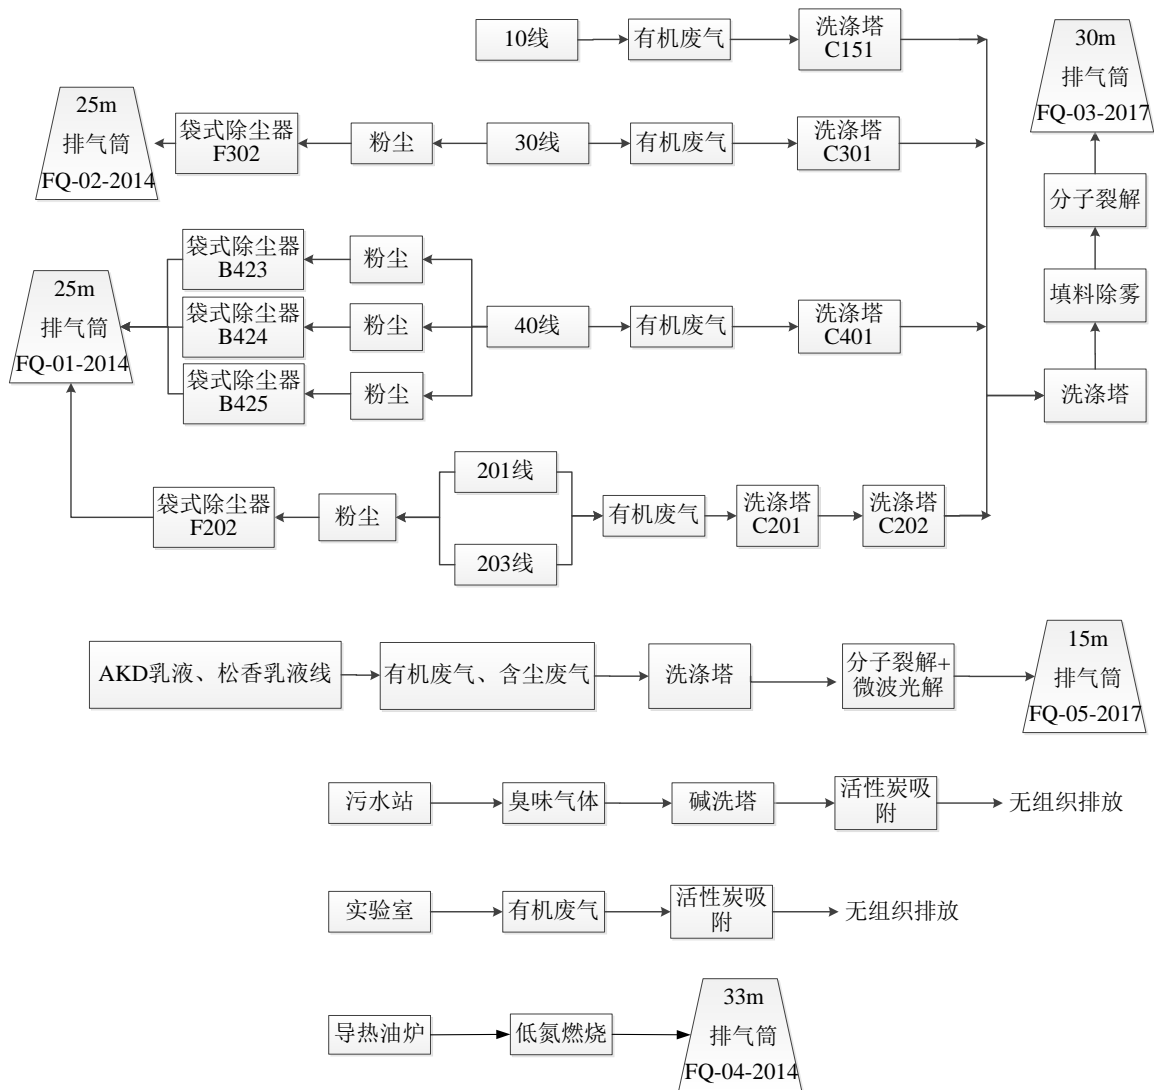 10线
有机废气
洗涤塔
C151
30m
排气筒
FQ-03-2017
25m
排气筒
FQ-02-2014
袋式除尘器
F302
粉尘
30线
有机废气
洗涤塔
C301
分子裂解
填料除雾
洗涤塔
25m
排气筒
FQ-01-2014
袋式除尘器
B423
粉尘
袋式除尘器
B424
粉尘
40线
有机废气
洗涤塔
C401
袋式除尘器
B425
粉尘
201线
袋式除尘器
F202
粉尘
有机废气
洗涤塔
C201
洗涤塔
C202
203线
AKD乳液、松香乳液线
有机废气、含尘废气
洗涤塔
分子裂解+
微波光解
15m
排气筒
FQ-05-2017
污水站
臭味气体
碱洗塔
活性炭吸
附
无组织排放
实验室
有机废气
活性炭吸
附
无组织排放
导热油炉
低氮燃烧
33m
排气筒
FQ-04-2014